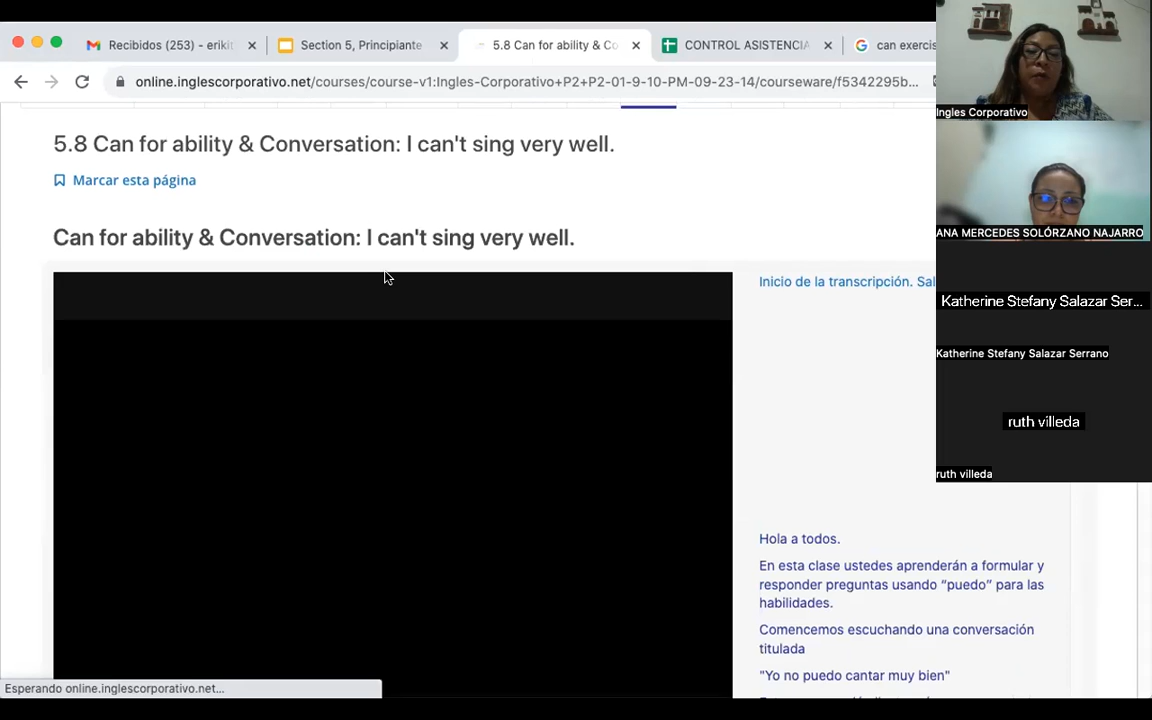 Recibidos (253) - erikit
Section 5, Principiante
5.8 Can for ability & Co
CONTROL ASISTENCIA
can exercis
online.inglescorporativo.net/courses/course-v1:Ingles-Corporativo+P2+P2-01-9-10-PM-09-23-14/courseware/f5342295b...
5.8 Can for ability & Conversation: I can't sing very well.
Marcar esta página
Can for ability & Conversation: I can't sing very well.
Inicio de la transcripción. Sal
Hola a todos.
En esta clase ustedes aprenderán a formular y
responder preguntas usando “puedo” para las
habilidades.
Comencemos escuchando una conversación
titulada
"Yo no puedo cantar muy bien"
Esperando online.inglescorporativo.net...
Ingles Corporativo
ANA MERCEDES SOLÓRZANO NAJARRO
Katherine Stefany Salazar Ser...
Katherine Stefany Salazar Serrano
ruth villeda
ruth villeda